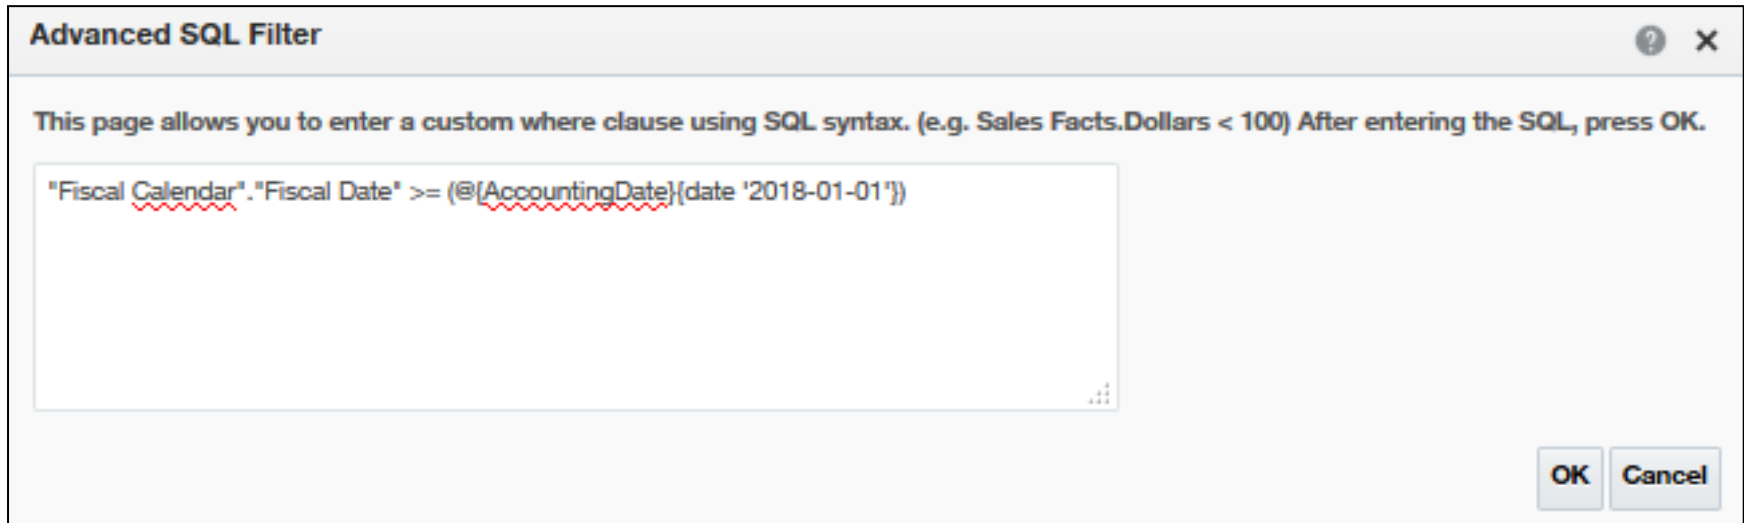 Advanced SQL Filter
This page allows you to enter a custom where clause using SQL syntax. (e.g. Sales Facts.Dollars < 100) After entering the SQL, press OK.
"Fiscal Calendar"."Fiscal Date" >= (@{AccountingDate}{date '2018-01-01'})
OK Cancel